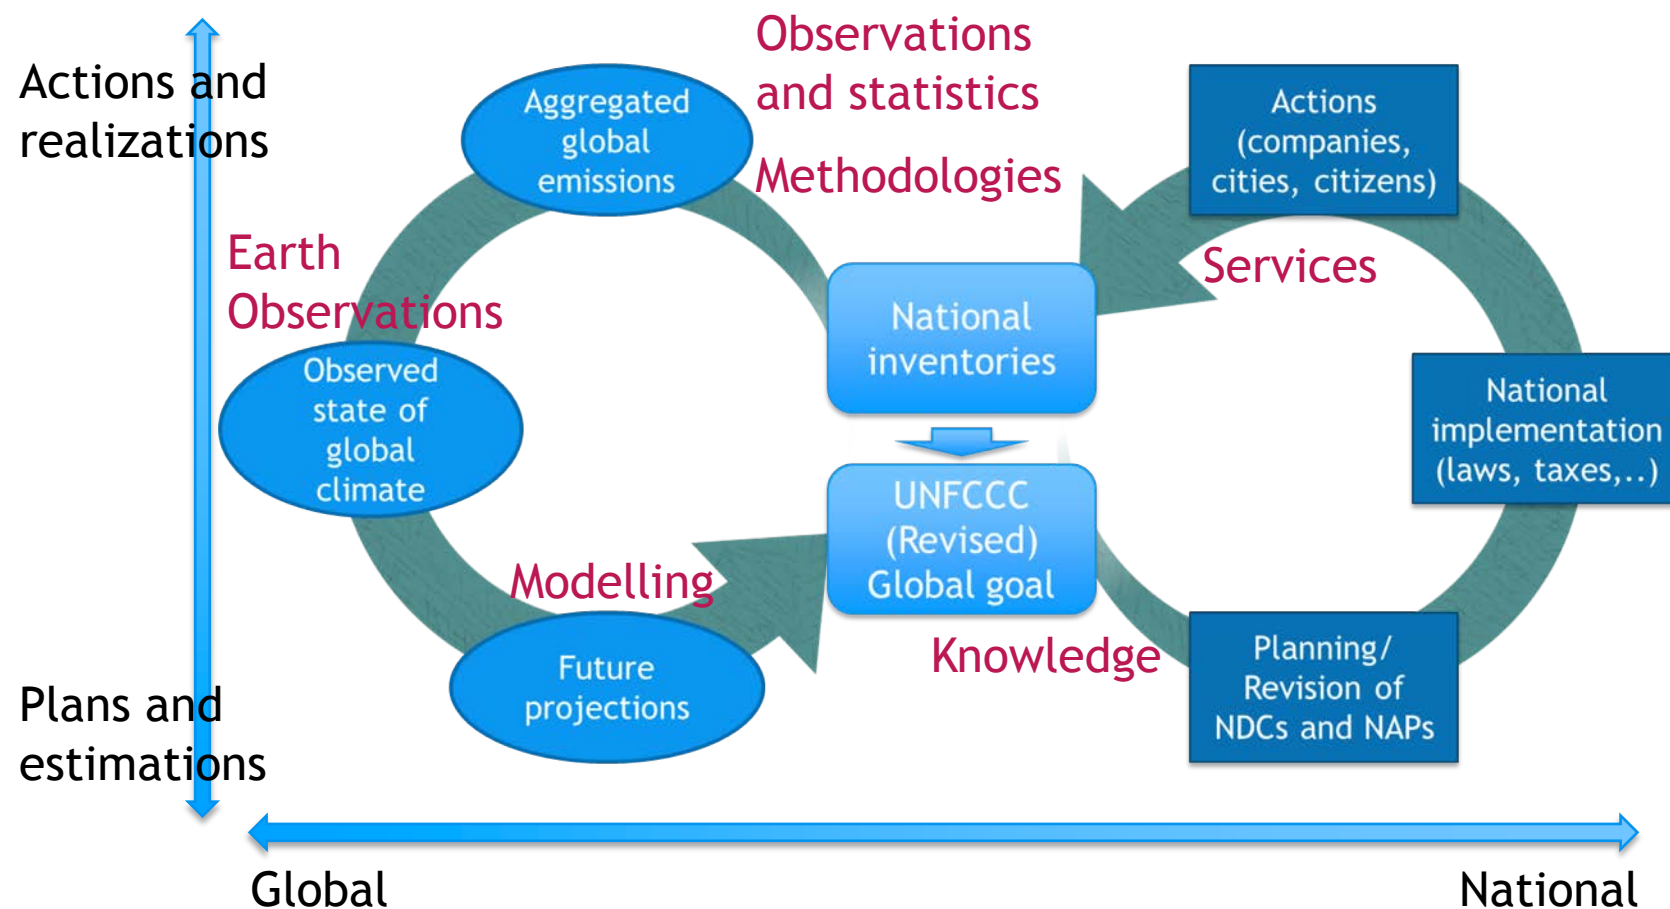 Actions and
realizations
Observations
and statistics
Methodologies
Aggregated
global
emissions
Actions
(companies,
cities, citizens)
Earth
Observations
Services
National
inventories
Observed
state of
global
climate
National
implementation
(laws, taxes,..)
UNFCCC
(Revised)
Global goal
Modelling
Knowledge
Future
projections
Planning/
Revision of
NDCs and NAPs
Plans and
estimations
Global
National